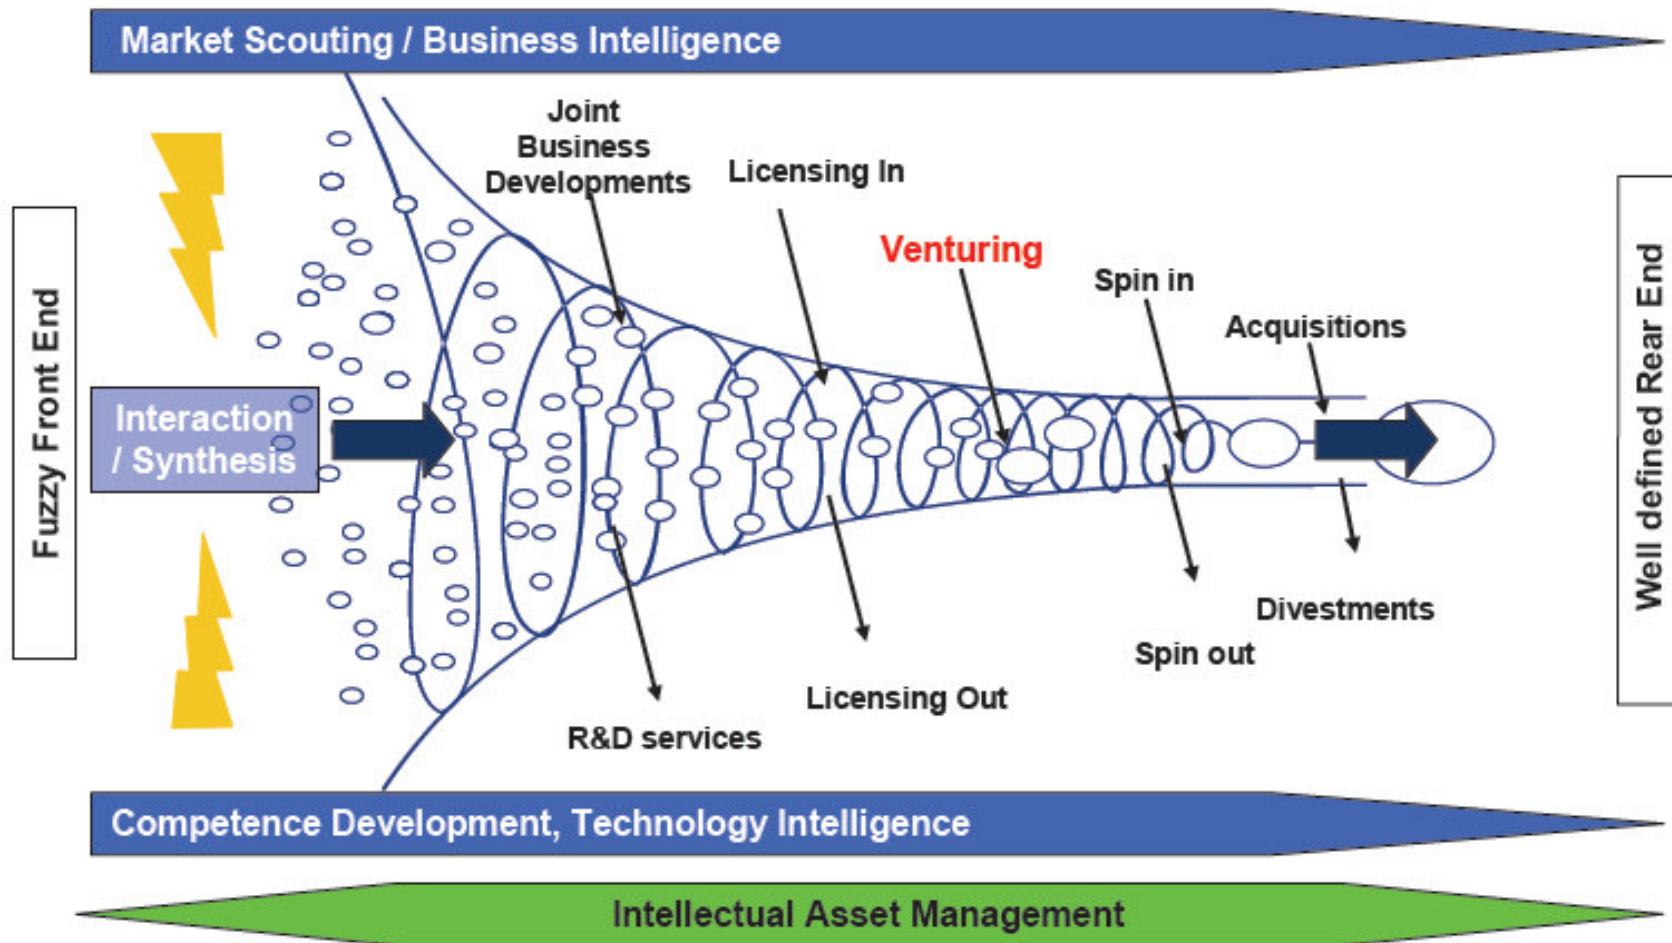 Market Scouting / Business Intelligence
Joint
Business
Developments
Licensing In
Venturing
Spin in
Acquisitions
Fuzzy Front End
Interaction
/ Synthesis
Well defined Rear End
Divestments
Spin out
Licensing Out
R&D services
Competence Development, Technology Intelligence
Intellectual Asset Management